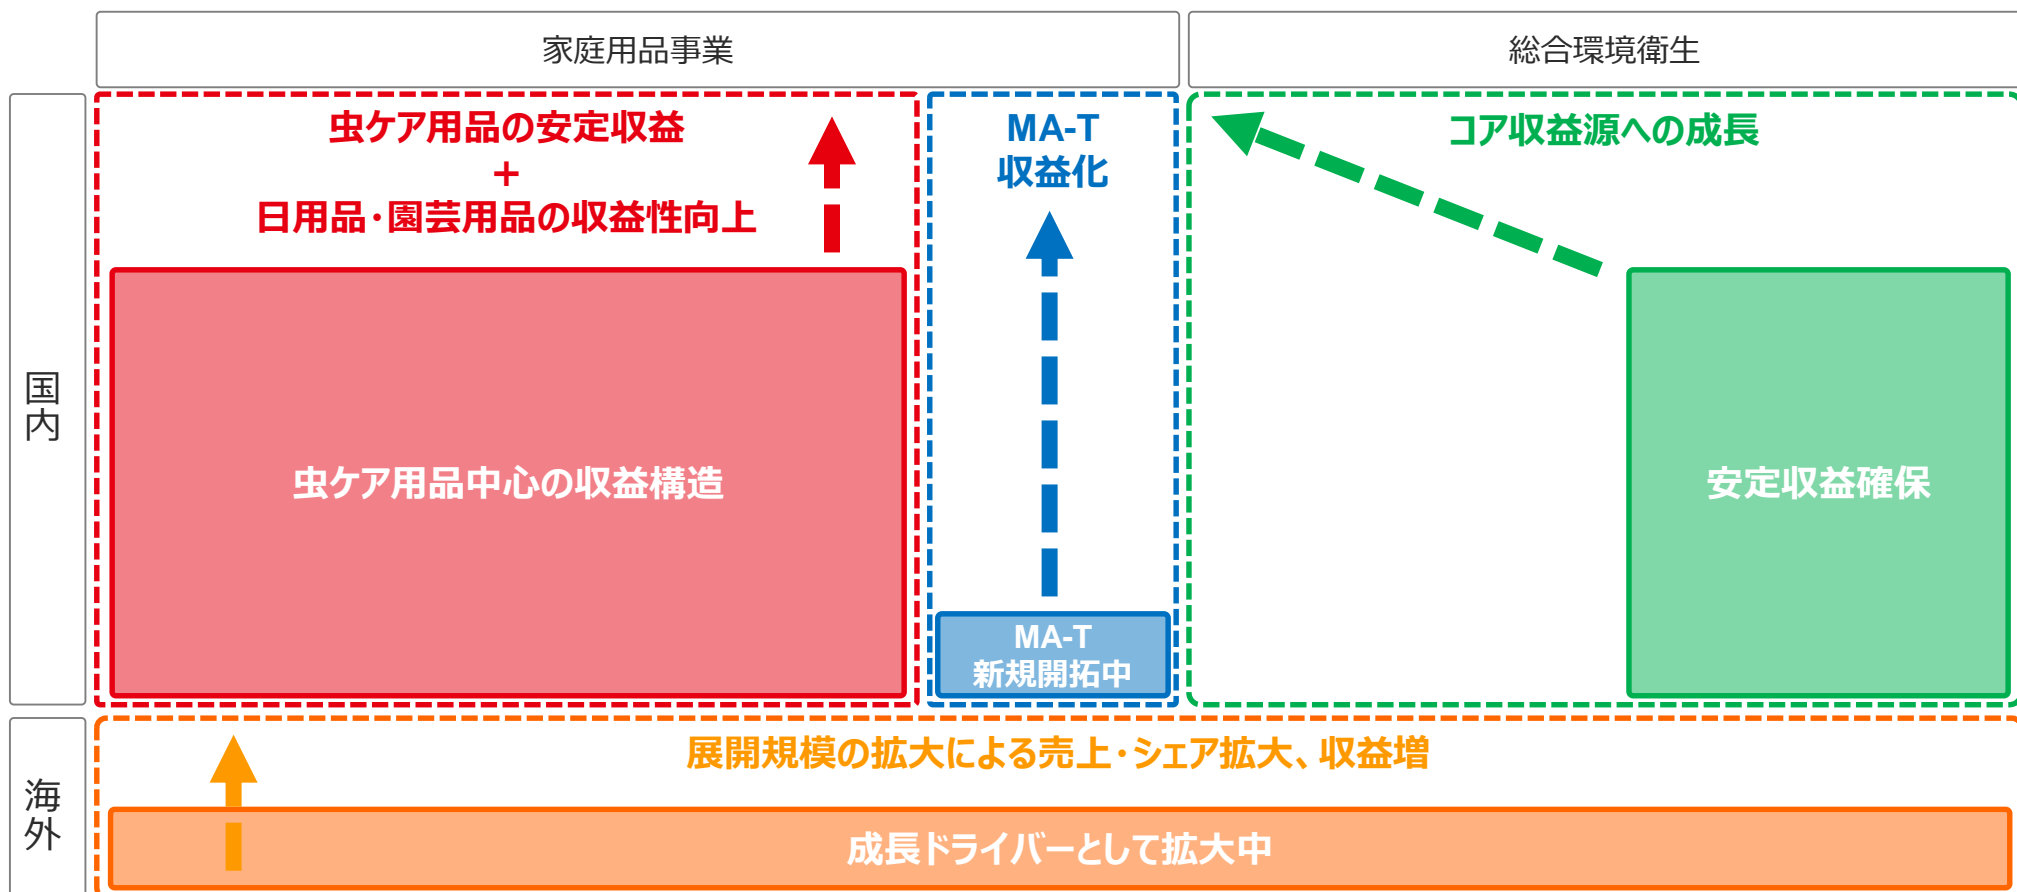 家庭用品事業
総合環境衛生
国内
虫ケア用品の安定収益
+
日用品・園芸用品の収益性向上
虫ケア用品中心の収益構造
MA-T
収益化
MA-T
新規開拓中
コア収益源への成長
安定収益確保
海外
展開規模の拡大による売上・シェア拡大、収益増
成長ドライバーとして拡大中